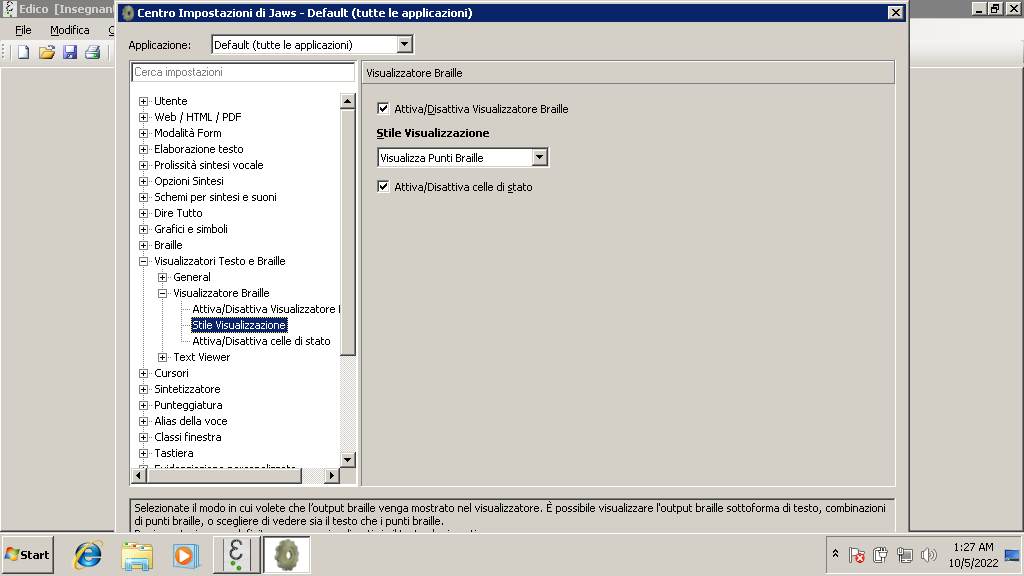 Edico [Insegnan
Centro Impostazioni di Jaws - Default (tutte le applicazioni)
File Modifica
Applicazione: Default (tutte le applicazioni)
Cerca impostazioni
Utente
Web / HTML / PDF
Modalità Form
Elaborazione testo
Prolissità sintesi vocale
Opzioni Sintesi
Schemi per sintesi e suoni
Dire Tutto
Grafici e simboli
Braille
Visualizzatori Testo e Braille
General
Visualizzatore Braille
Attiva/Disattiva Visualizzatore
Stile Visualizzazione
Attiva/Disattiva celle di stato
Text Viewer
Cursori
Sintetizzatore
Punteggiatura
Alias della voce
Classi finestra
Tastiera
Visualizzatore Braille
Attiva/Disattiva Visualizzatore Braille
Stile Visualizzazione
Visualizza Punti Braille
Attiva/Disattiva celle di stato
Selezionate il modo in cui volete che l’output braille venga mostrato nel visualizzatore. È possibile visualizzare l'output braille sottoforma di testo, combinazioni
di punti braille, o scegliere di vedere sia il testo che i punti braille.
Start
1:27 AM
10/5/2022